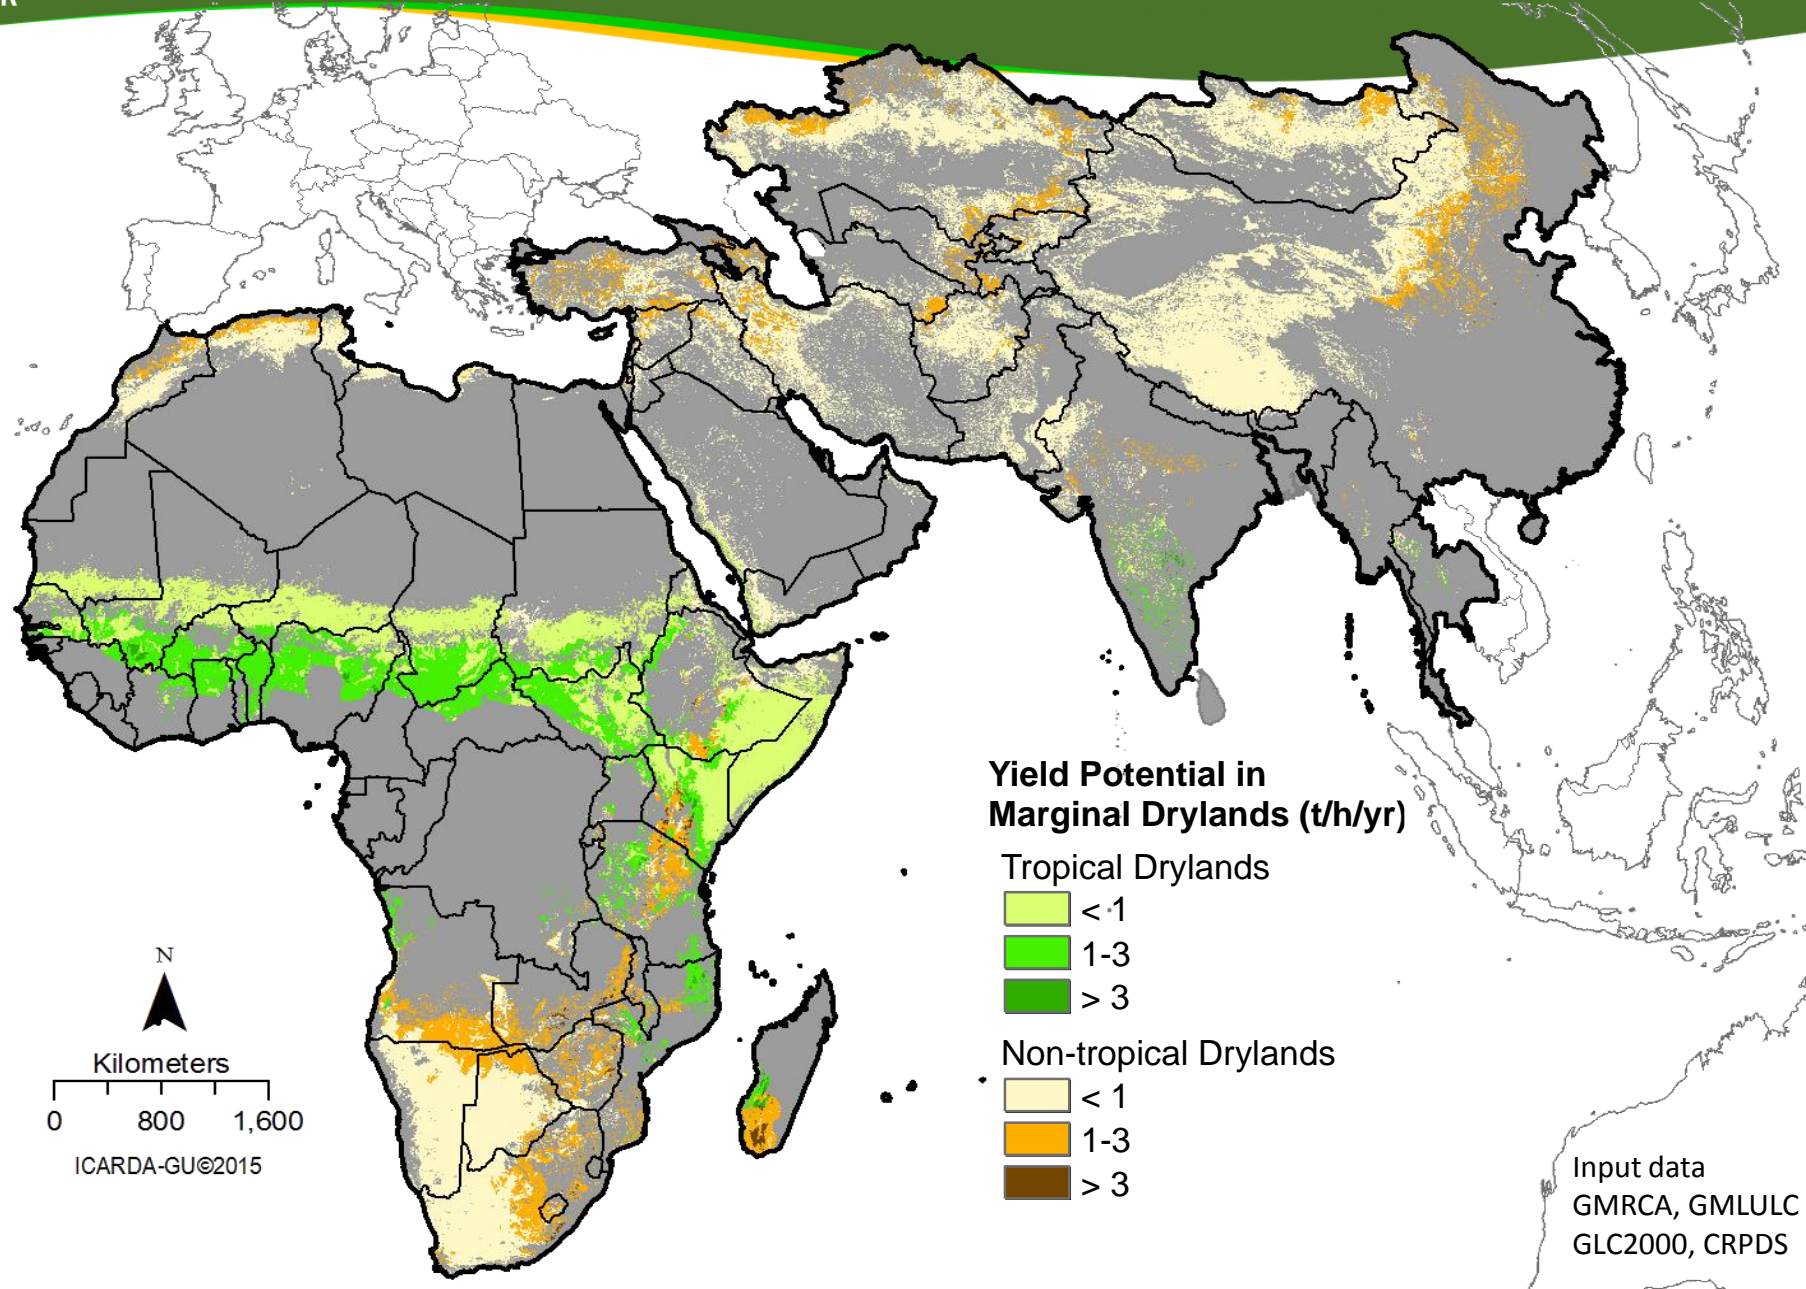 R
Yield Potential in
Marginal Drylands (t/h/yr)
Tropical Drylands
< 1
1-3
> 3
Non-tropical Drylands
< 1
1-3
> 3
N
Kilometers
0 800 1,600
ICARDA-GU©2015
Input data
GMRCA, GMLULC
GLC2000, CRPDS